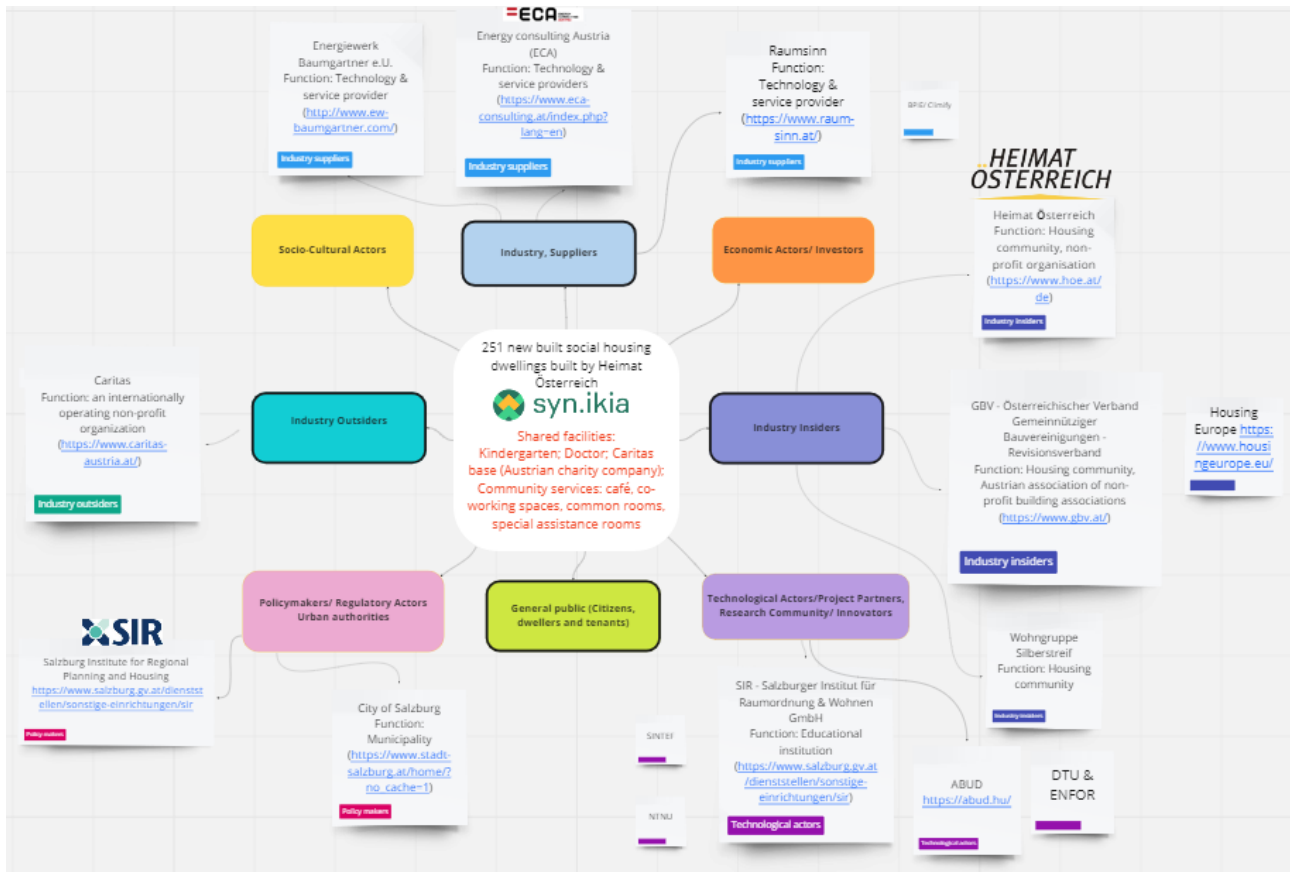 ECA
Energiewerk
Baumgartner e.U.
Function: Technology &
service provider
(http://www.ew-
baumgartner.com/)
Industry suppliers
Energy consulting Austria
(ECA)
Function: Technology &
service providers
(https://www.eca-
consulting.at/index.php?
lang=en)
Industry suppliers
Raumsinn
Function:
Technology &
service provider
(https://www.raum-
sinn.at/)
Industry suppliers
HEIMAT
ÖSTERREICH
Heimat Österreich
Function: Housing
community, non-
profit organisation
(https://www.hoe.at/
de)
Industry insiders
Socio-Cultural Actors
Industry, Suppliers
Economic Actors/ Investors
251 new built social housing
dwellings built by Heimat
Österreich
syn.ikia
Shared facilities:
Kindergarten; Doctor; Caritas
base (Austrian charity company);
Community services: café, co-
working spaces, common rooms,
special assistance rooms
Caritas
Function: an internationally
operating non-profit
organization
(https://www.caritas-
austria.at/)
Industry outsiders
Industry Outsiders
Industry Insiders
GBV - Österreichischer Verband
Gemeinnütziger
Bauvereinigungen -
Revisionsverband
Function: Housing community,
Austrian association of non-
profit building associations
(https://www.gbv.at/)
Industry insiders
Housing
Europe https:
//www.housi
ngeurope.eu/
Policymakers/ Regulatory Actors
Urban authorities
General public (Citizens,
dwellers and tenants)
Technological Actors/Project Partners,
Research Community/ Innovators
SIR
Salzburg Institute for Regional
Planning and Housing
https://www.salzburg.gv.at/dienstst
ellen/sonstige-einrichtungen/sir
Policy makers
City of Salzburg
Function:
Municipality
(https://www.stadt-
salzburg.at/home/?
no_cache=1)
Policy makers
SINTEF
NTNU
SIR - Salzburger Institut für
Raumordnung & Wohnen
GmbH
Function: Educational
institution
(https://www.salzburg.gv.at
/dienststellen/sonstige-
einrichtungen/sir)
Technological actors
Wohngruppe
Silberstreif
Function: Housing
community
Industry insiders
ABUD
https://abud.hu/
Technological actors
DTU &
ENFOR